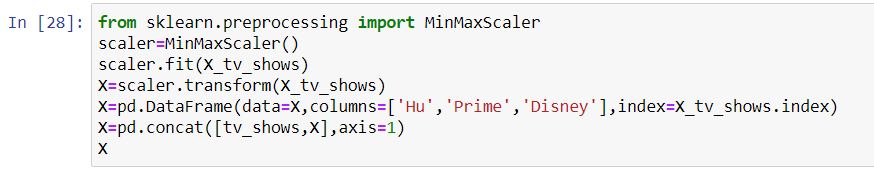 In [28]: from sklearn.preprocessing import MinMaxScaler
scaler=MinMaxScaler()
scaler.fit(X_tv_shows)
X=scaler.transform(X_tv_shows)
X=pd.DataFrame(data=X,columns=['Hu','Prime','Disney'],index=X_tv_shows.index)
X=pd.concat([tv_shows,X],axis=1)
X